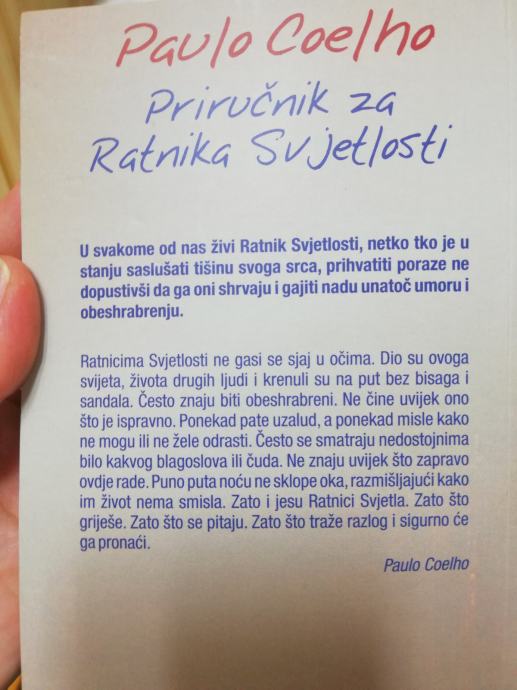 Paulo Coelho
Priručnik za
Ratnika Svjetlosti
U svakome od nas živi Ratnik Svjetlosti, netko tko je u
stanju saslušati tišinu svoga srca, prihvatiti poraze ne
dopustivši da ga oni shrvaju i gajiti nadu unatoč umoru i
obeshrabrenju.
Ratnicima Svjetlosti ne gasi se sjaj u očima. Dio su ovoga
svijeta, života drugih ljudi i krenuli su na put bez bisaga i
sandala. Često znaju biti obeshrabreni. Ne čine uvijek ono
što je ispravno. Ponekad pate uzalud, a ponekad misle kako
ne mogu ili ne žele odrasti. Često se smatraju nedostojnima
bilo kakvog blagoslova ili čuda. Ne znaju uvijek što zapravo
ovdje rade. Puno puta noću ne sklope oka, razmišljajući kako
im život nema smisla. Zato i jesu Ratnici Svjetla. Zato što
griješe. Zato što se pitaju. Zato što traže razlog i sigurno će
ga pronaći.
Paulo Coelho